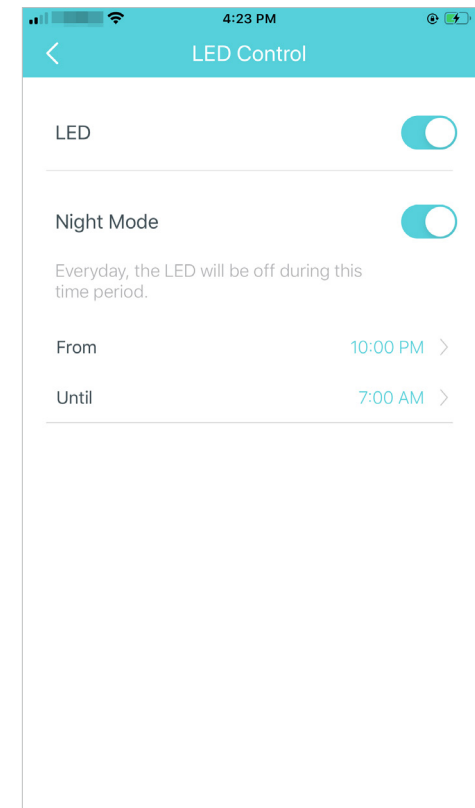 4:23 PM
LED Control
LED
Night Mode
Everyday, the LED will be off during this
time period.
From 10:00 PM
Until 7:00 AM